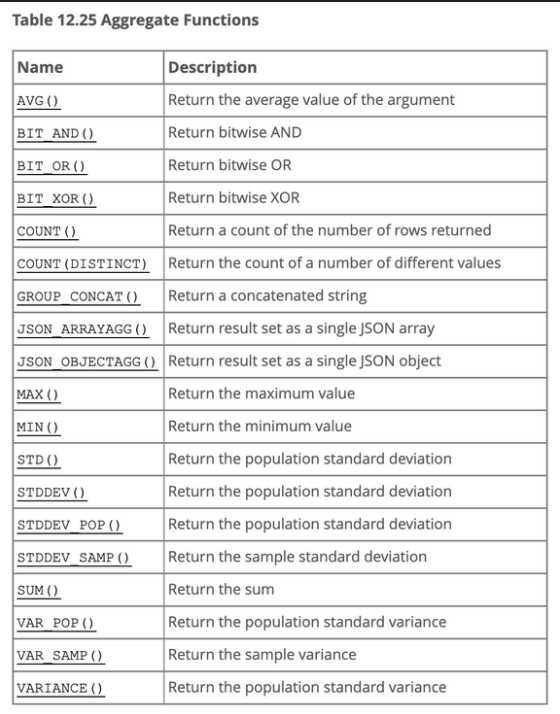 Table 12.25 Aggregate Functions
Name Description
AVG() Return the average value of the argument
BIT_AND() Return bitwise AND
BIT_OR() Return bitwise OR
BIT_XOR() Return bitwise XOR
COUNT() Return a count of the number of rows returned
COUNT(DISTINCT) Return the count of a number of different values
GROUP_CONCAT() Return a concatenated string
JSON_ARRAYAGG() Return result set as a single JSON array
JSON_OBJECTAGG() Return result set as a single JSON object
MAX() Return the maximum value
MIN() Return the minimum value
STD() Return the population standard deviation
STDDEV() Return the population standard deviation
STDDEV_POP() Return the population standard deviation
STDDEV_SAMP() Return the sample standard deviation
SUM() Return the sum
VAR_POP() Return the population standard variance
VAR_SAMP() Return the sample variance
VARIANCE() Return the population standard variance